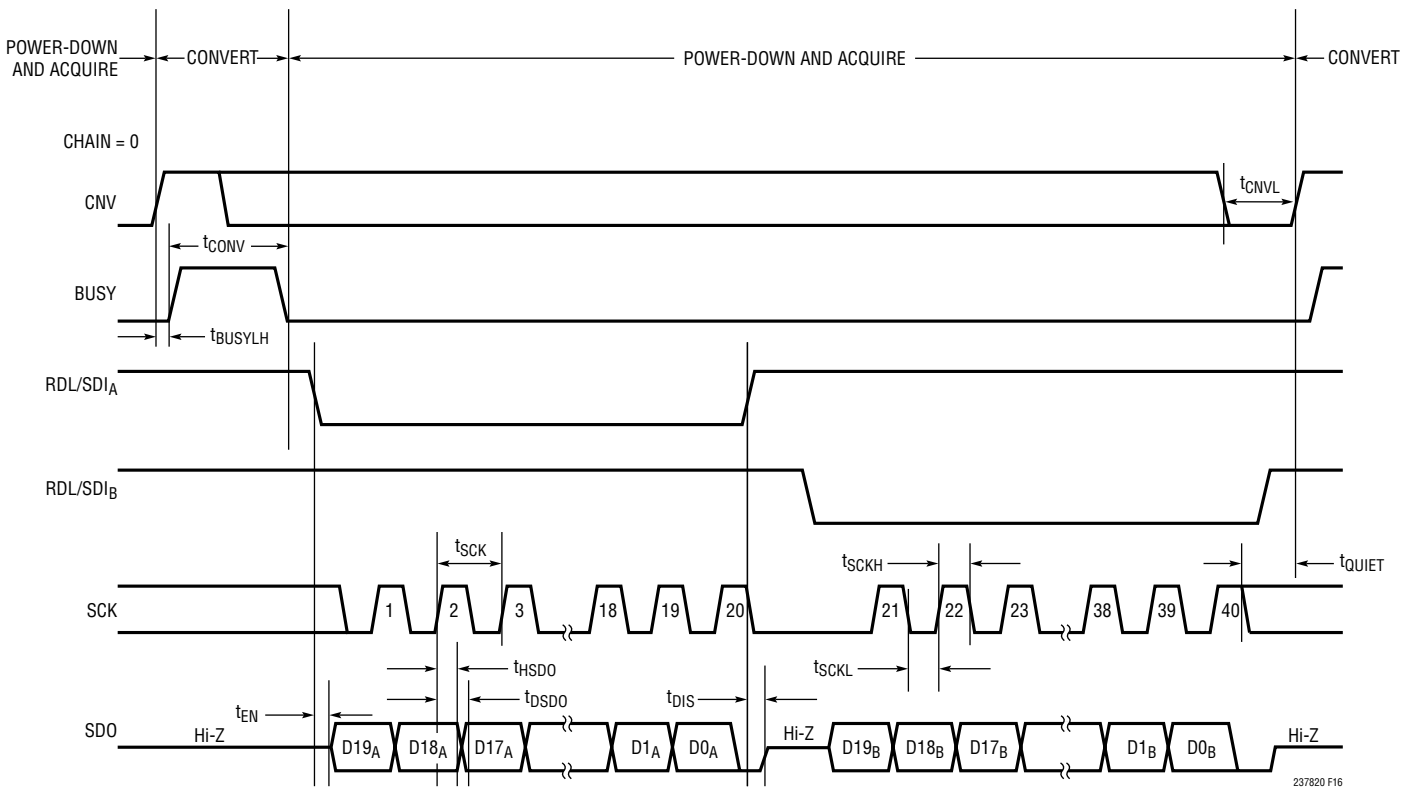 POWER-DOWN
AND ACQUIRE
CONVERT
POWER-DOWN AND ACQUIRE
CONVERT
CHAIN = 0
CNV
tCNVL
tCONV
BUSY
tBUSYLH
RDL/SDIA
RDL/SDIB
tSCK
tSCKH
tQUIET
SCK
1
2
3
18
19
20
21
22
23
38
39
40
tHSDO
tSCKL
tDSDO
tDIS
tEN
SDO
Hi-Z
D19A
D18A
D17A
D1A
D0A
Hi-Z
D19B
D18B
D17B
D1B
D0B
Hi-Z
237820 F16